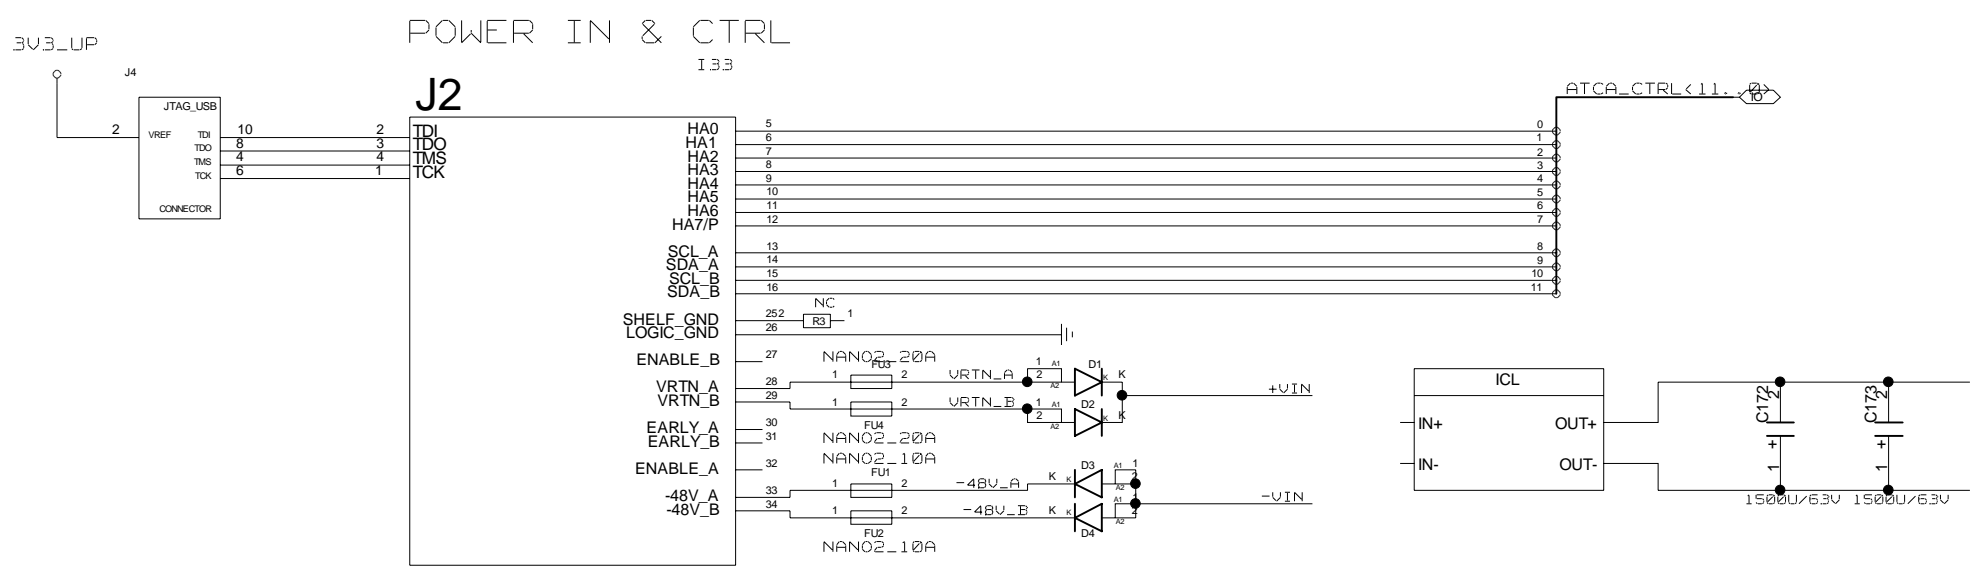 POWER IN & CTRL
I.33
3V3_UP
J4
J2
JTAG_USB
2 VREF TDI 10 2 TDI
TDO 8 3 TDO
TMS 4 4 TMS
TCK 6 1 TCK
CONNECTOR
ATCA_CTRL<11..0>
IO
HA0 5 0
HA1 6 1
HA2 7 2
HA3 8 3
HA4 9 4
HA5 10 5
HA6 11 6
HA7/P 12 7
SCL_A 13 8
SDA_A 14 9
SCL_B 15 10
SDA_B 16 11
NC
SHELF_GND 25 2 R3 1
LOGIC_GND 26
ENABLE_B 27
NANO2_20A
FU3
VRTN_A 28 1 2 VRTN_A 1 2 A1 A2 D1 K K
VRTN_B 29 1 2 VRTN_B 1 2 A1 A2 D2 K K
+VIN
FU4
NANO2_20A
EARLY_A 30
EARLY_B 31
NANO2_10A
FU1
ENABLE_A 32
-48V_A 33 1 2 -48V_A K K D3 A1 A2 1 2
-48V_B 34 1 2 -48V_B K K D4 A1 A2 1 2
-VIN
FU2
NANO2_10A
ICL
IN+ OUT+
IN- OUT-
C172 2 + 1
1500U/63V
C173 2 + 1
1500U/63V